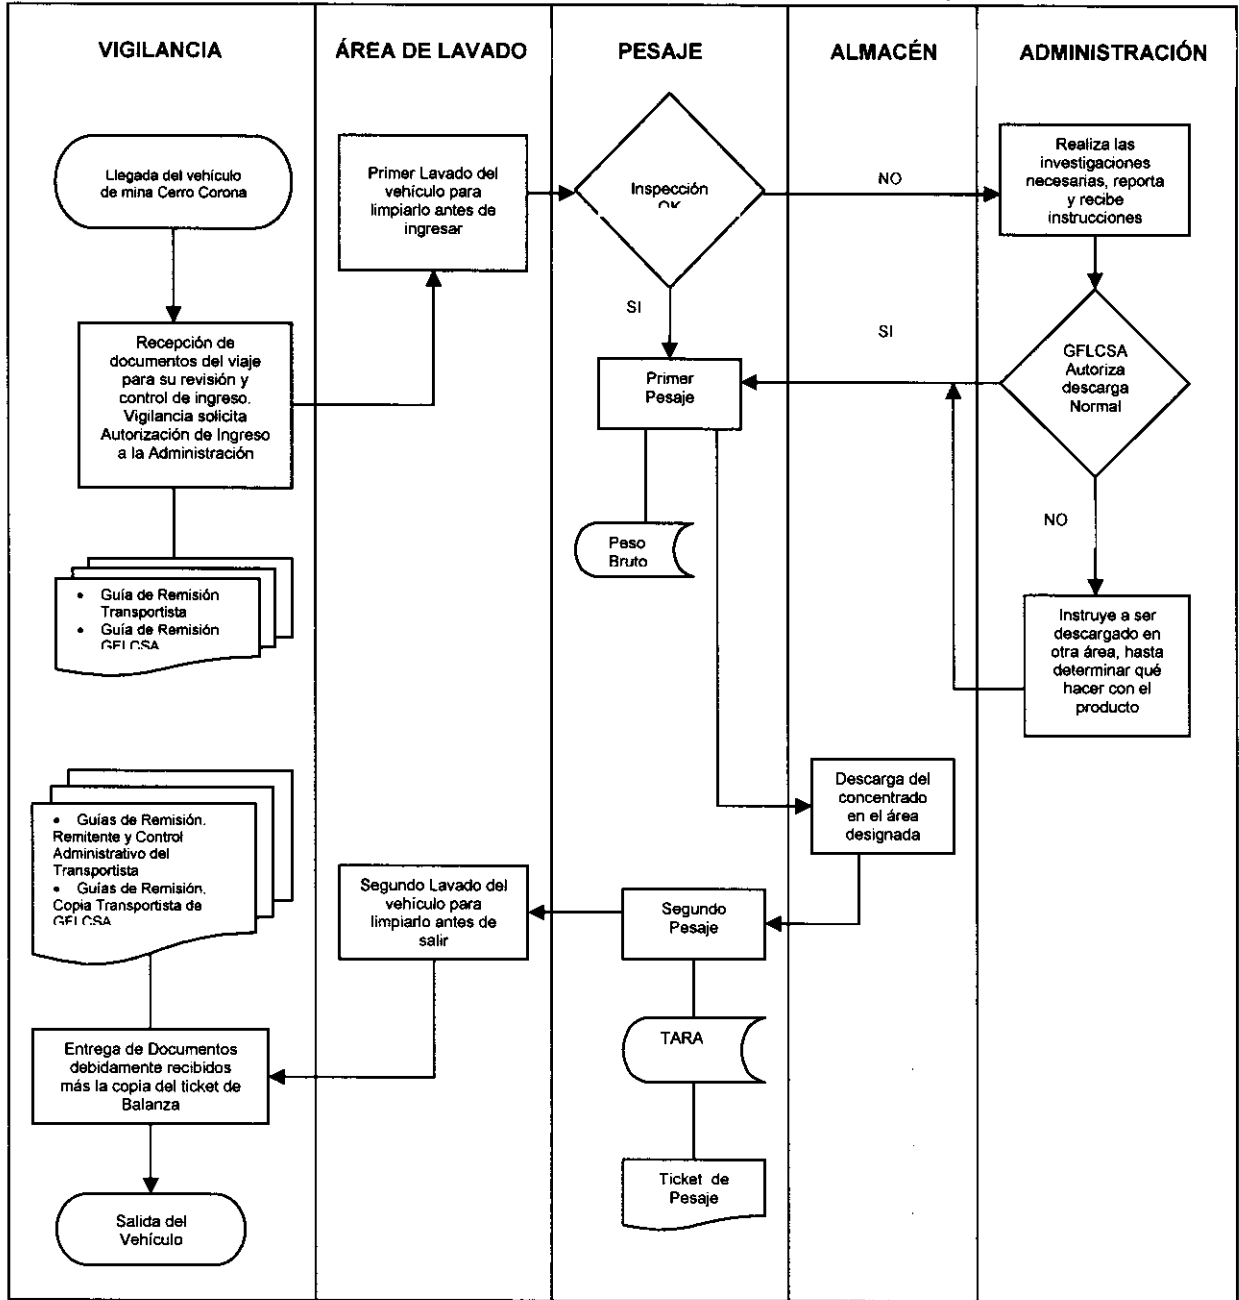 VIGILANCIA
ÁREA DE LAVADO
PESAJE
ALMACÉN
ADMINISTRACIÓN
Llegada del vehículo
de mina Cerro Corona
Primer Lavado del
vehículo para
limpiarlo antes de
ingresar
Inspección
OK
NO
Realiza las
investigaciones
necesarias, reporta
y recibe
instrucciones
SI
SI
Recepción de
documentos del viaje
para su revisión y
control de ingreso.
Vigilancia solicita
Autorización de Ingreso
a la Administración
Primer
Pesaje
GFLCSA
Autoriza
descarga
Normal
NO
Peso
Bruto
• Guía de Remisión
Transportista
• Guía de Remisión
GFLCSA
Instruye a ser
descargado en
otra área, hasta
determinar qué
hacer con el
producto
Descarga del
concentrado
en el área
designada
• Guías de Remisión.
Remitente y Control
Administrativo del
Transportista
• Guías de Remisión.
Copia Transportista de
GFLCSA
Segundo Lavado del
vehículo para
limpiarlo antes de
salir
Segundo
Pesaje
TARA
Entrega de Documentos
debidamente recibidos
más la copia del ticket de
Balanza
Ticket de
Pesaje
Salida del
Vehículo